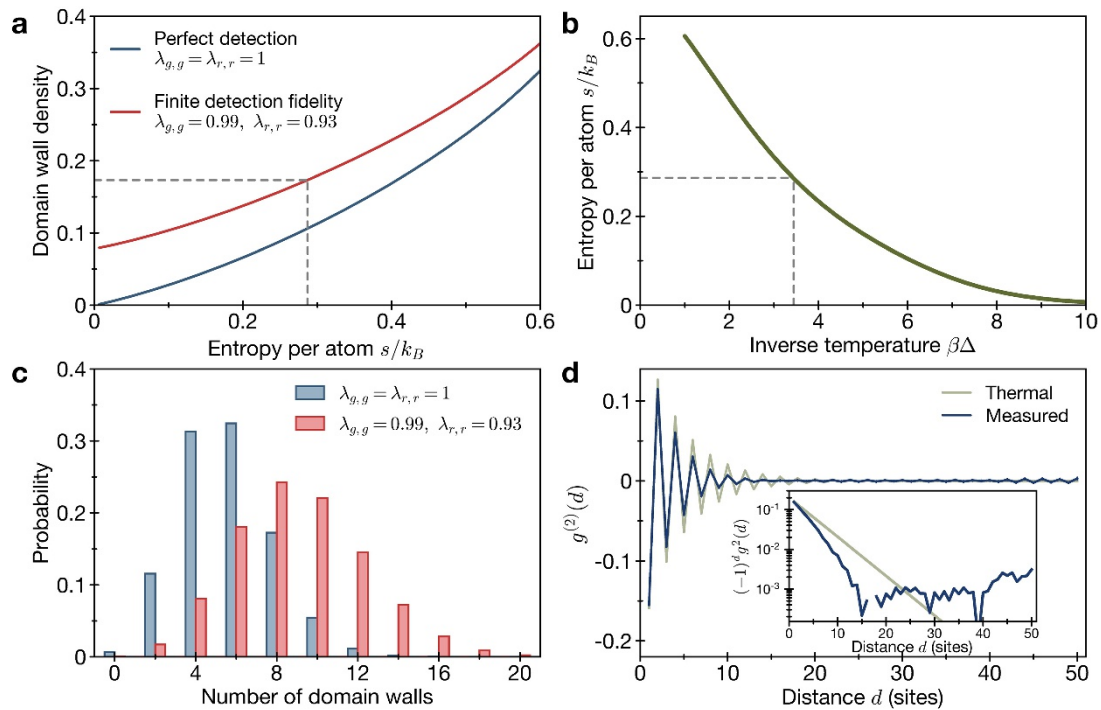 a
0.4
0.3
0.2
0.1
0
Domain wall density
Perfect detection
λg,g = λr,r = 1
Finite detection fidelity
λg,g = 0.99, λr,r = 0.93
0 0.2 0.4 0.6
Entropy per atom s/kB
b
0.6
0.4
0.2
0
Entropy per atom s/kB
0 2 4 6 8 10
Inverse temperature βΔ
c
0.4
0.3
0.2
0.1
0
Probability
λg,g = λr,r = 1
λg,g = 0.99, λr,r = 0.93
0 4 8 12 16 20
Number of domain walls
d
0.1
0
-0.1
-0.2
g(2)(d)
Thermal
Measured
10-1
10-2
10-3
(−1)d g2(d)
0 10 20 30 40 50
Distance d (sites)
0 10 20 30 40 50
Distance d (sites)